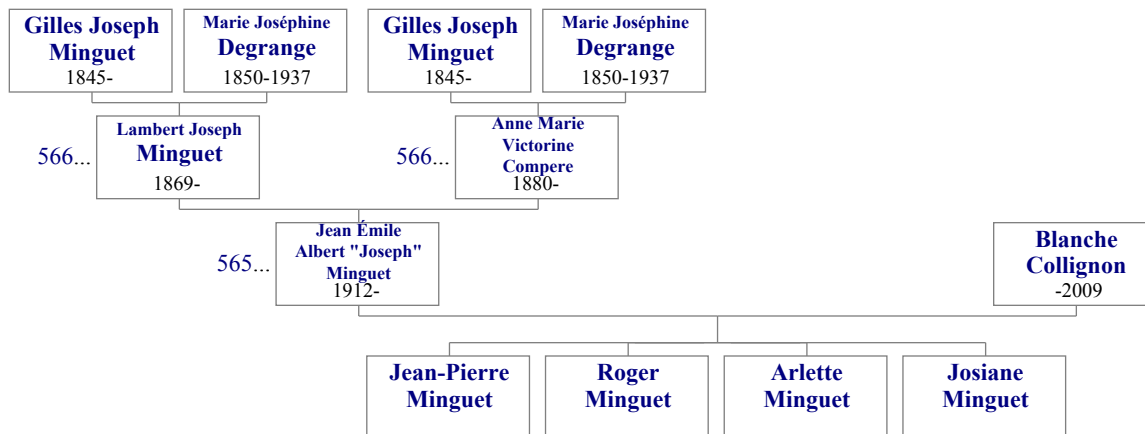 Gilles Joseph
Minguet
1845-
Marie Joséphine
Degrange
1850-1937
Gilles Joseph
Minguet
1845-
Marie Joséphine
Degrange
1850-1937
566...
Lambert Joseph
Minguet
1869-
566...
Anne Marie
Victorine
Compere
1880-
565...
Jean Émile
Albert "Joseph"
Minguet
1912-
Blanche
Collignon
-2009
Jean-Pierre
Minguet
Roger
Minguet
Arlette
Minguet
Josiane
Minguet